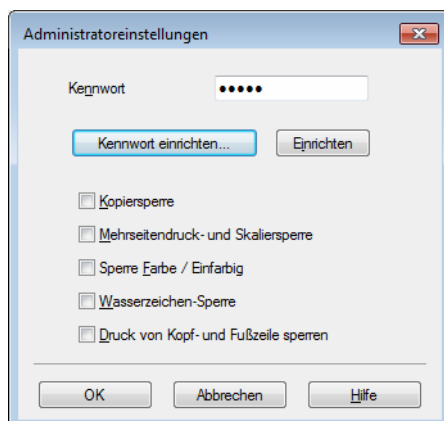 Administratoreinstellungen
Kennwort •••••
Kennwort einrichten... Einrichten
Kopiersperre
Mehrseitendruck- und Skaliersperre
Sperre Farbe / Einfarbig
Wasserzeichen-Sperre
Druck von Kopf- und Fußzeile sperren
OK Abbrechen Hilfe